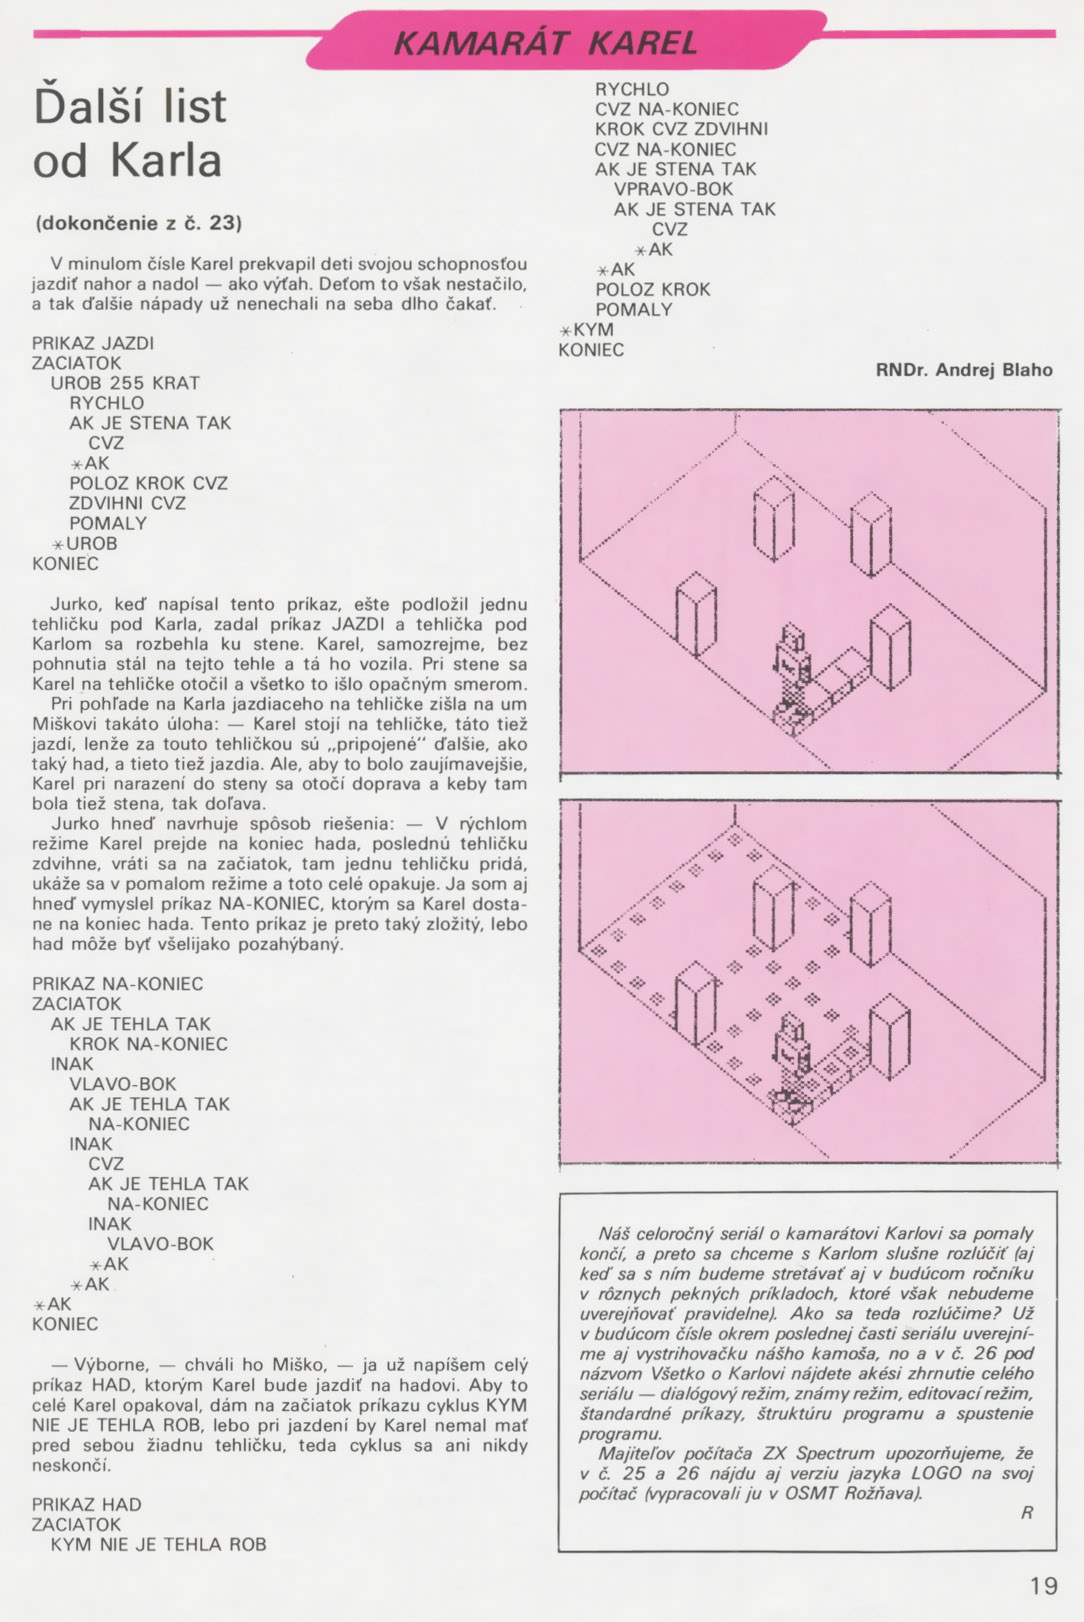 KAMARÁT KAREL
Ďalší list
od Karla
(dokončenie z č. 23)
V minulom čísle Karel prekvapil deti svojou schopnosťou
jazdiť nahor a nadol — ako výťah. Deťom to však nestačilo,
a tak ďalšie nápady už nenechali na seba dlho čakať.
PRIKAZ JAZDI
ZACIATOK
UROB 255 KRAT
RYCHLO
AK JE STENA TAK
CVZ
*AK
POLOZ KROK CVZ
ZDVIHNI CVZ
POMALY
*UROB
KONIEC
Jurko, keď napísal tento príkaz, ešte podložil jednu
tehličku pod Karla, zadal príkaz JAZDI a tehlička pod
Karlom sa rozbehla ku stene. Karel, samozrejme, bez
pohnutia stál na tejto tehle a tá ho vozila. Pri stene sa
Karel na tehličke otočil a všetko to išlo opačným smerom.
Pri pohľade na Karla jazdiaceho na tehličke zišla na um
Miškovi takáto úloha: — Karel stojí na tehličke, táto tiež
jazdí, lenže za touto tehličkou sú „pripojené“ ďalšie, ako
taký had, a tieto tiež jazdia. Ale, aby to bolo zaujímavejšie,
Karel pri narazení do steny sa otočí doprava a keby tam
bola tiež stena, tak doľava.
Jurko hneď navrhuje spôsob riešenia: — V rýchlom
režime Karel prejde na koniec hada, poslednú tehličku
zdvihne, vráti sa na začiatok, tam jednu tehličku pridá,
ukáže sa v pomalom režime a toto celé opakuje. Ja som aj
hneď vymyslel príkaz NA-KONIEC, ktorým sa Karel dosta-
ne na koniec hada. Tento príkaz je preto taký zložitý, lebo
had môže byť všelijako pozahýbaný.
PRIKAZ NA-KONIEC
ZACIATOK
AK JE TEHLA TAK
KROK NA-KONIEC
INAK
VLAVO-BOK
AK JE TEHLA TAK
NA-KONIEC
INAK
CVZ
AK JE TEHLA TAK
NA-KONIEC
INAK
VLAVO-BOK
*AK
*AK
*AK
KONIEC
— Výborne, — chváli ho Miško, — ja už napíšem celý
príkaz HAD, ktorým Karel bude jazdiť na hadovi. Aby to
celé Karel opakoval, dám na začiatok príkazu cyklus KYM
NIE JE TEHLA ROB, lebo pri jazdení by Karel nemal mať
pred sebou žiadnu tehličku, teda cyklus sa ani nikdy
neskončí.
PRIKAZ HAD
ZACIATOK
KYM NIE JE TEHLA ROB
RYCHLO
CVZ NA-KONIEC
KROK CVZ ZDVIHNI
CVZ NA-KONIEC
AK JE STENA TAK
VPRAVO-BOK
AK JE STENA TAK
CVZ
*AK
*AK
POLOZ KROK
POMALY
*KYM
KONIEC
RNDr. Andrej Blaho
Náš celoročný seriál o kamarátovi Karlovi sa pomaly
končí, a preto sa chceme s Karlom slušne rozlúčiť (aj
keď sa s ním budeme stretávať aj v budúcom ročníku
v rôznych pekných príkladoch, ktoré však nebudeme
uverejňovať pravidelne). Ako sa teda rozlúčime? Už
v budúcom čísle okrem poslednej časti seriálu uverejní-
me aj vystrihovačku nášho kamoša, no a v č. 26 pod
názvom Všetko o Karlovi nájdete akési zhrnutie celého
seriálu — dialógový režim, známy režim, editovací režim,
štandardné príkazy, štruktúru programu a spustenie
programu.
Majiteľov počítača ZX Spectrum upozorňujeme, že
v č. 25 a 26 nájdu aj verziu jazyka LOGO na svoj
počítač (vypracovali ju v OSMT Rožňava).
R
19